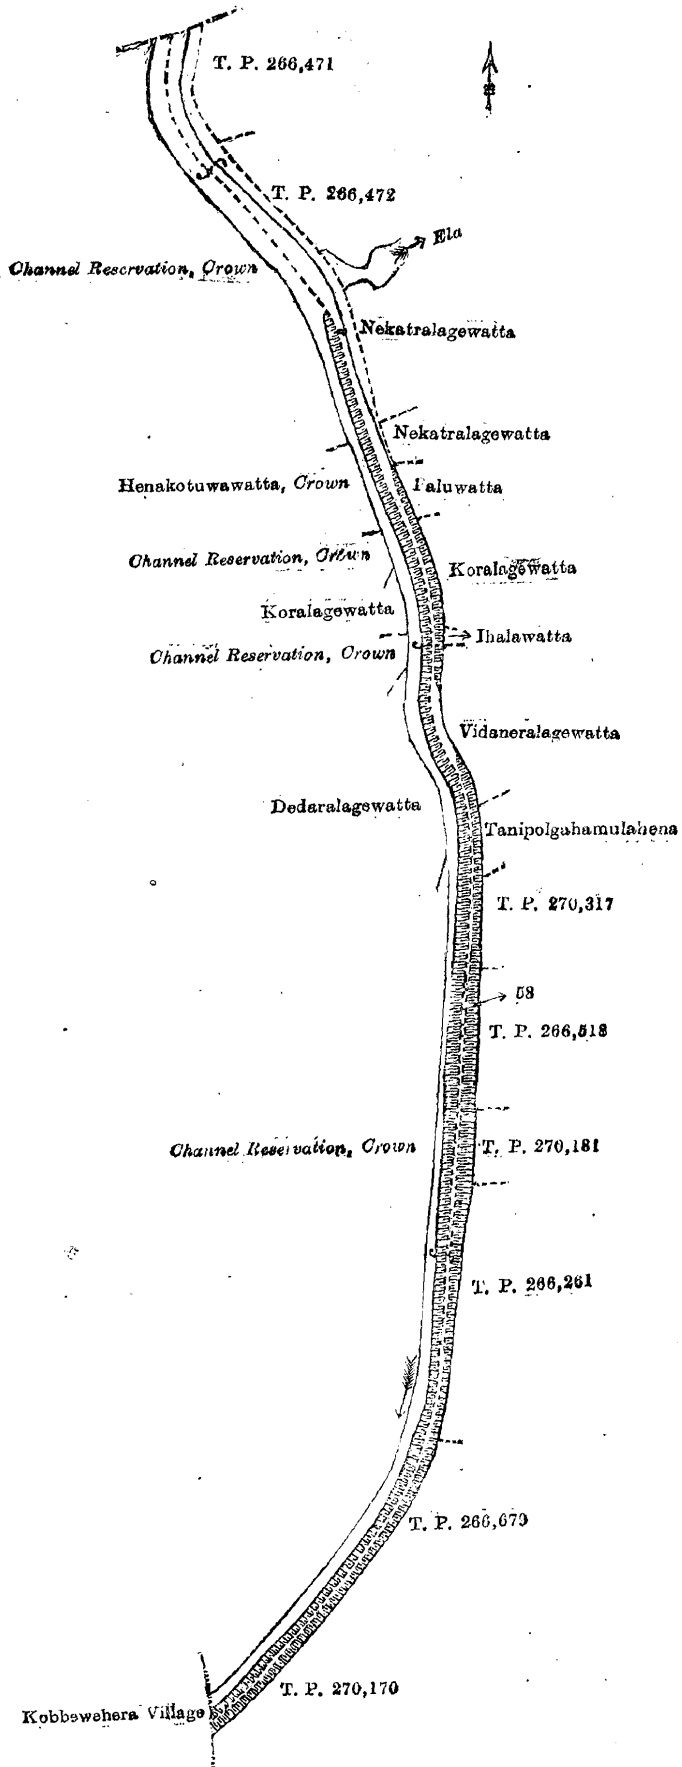 T. P. 266,471
T. P. 266,472
Ela
Channel Reservation, Crown
Nekatralagewatta
Nekatralagewatta
Henakotuwawatta, Crown
Paluwatta
Channel Reservation, Crown
Koralagewatta
Koralagewatta
Ihalawatta
Channel Reservation, Crown
Vidaneralagewatta
Dedaralagewatta
Tanipolgahamulahena
T. P. 270,317
58
T. P. 266,518
Channel Reservation, Crown
T. P. 270,181
T. P. 266,261
T. P. 266,679
T. P. 270,170
Kobbewehera Village